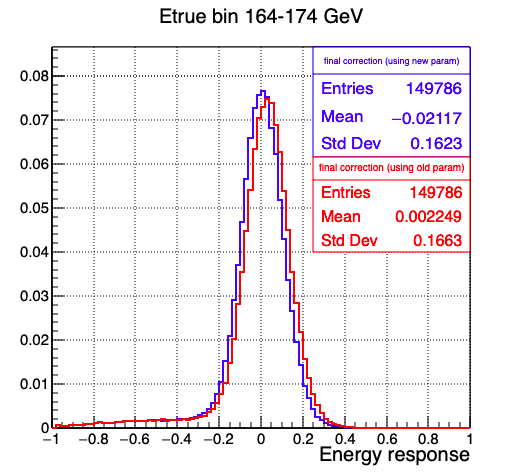 Etrue bin 164-174 GeV
final correction (using new param)
Entries 149786
Mean −0.02117
Std Dev 0.1623
final correction (using old param)
Entries 149786
Mean 0.002249
Std Dev 0.1663
0.08
0.07
0.06
0.05
0.04
0.03
0.02
0.01
0
−1 −0.8 −0.6 −0.4 −0.2 0 0.2 0.4 0.6 0.8 1
Energy response